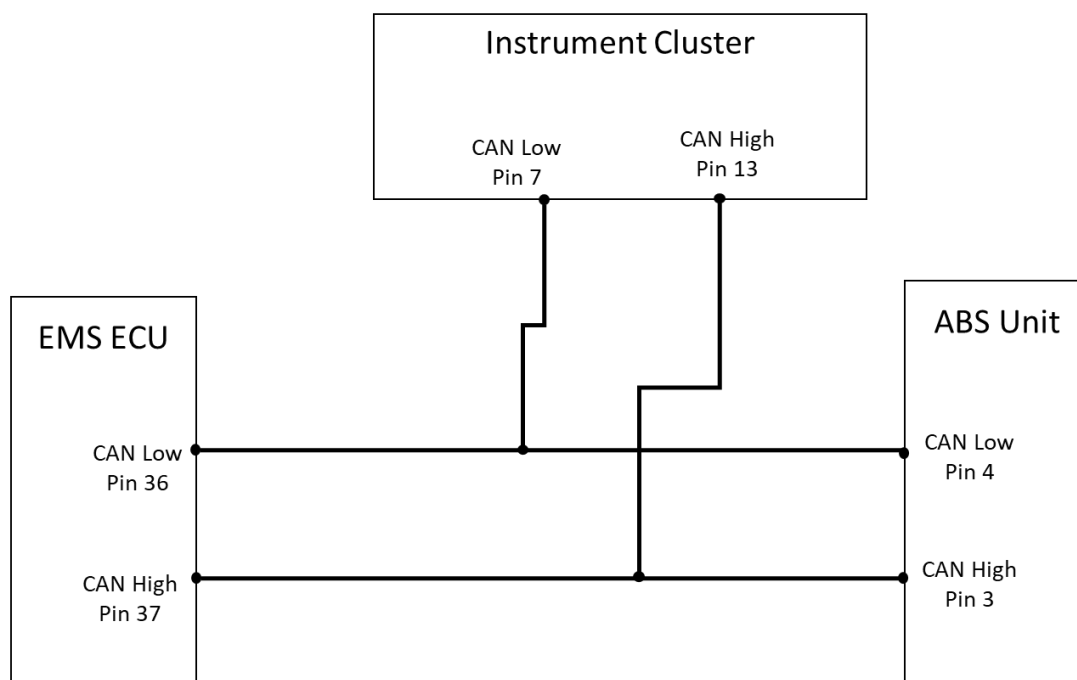 Instrument Cluster
CAN Low
Pin 7
CAN High
Pin 13
EMS ECU
CAN Low
Pin 36
CAN High
Pin 37
ABS Unit
CAN Low
Pin 4
CAN High
Pin 3